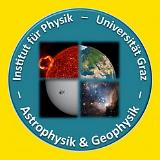 Institut für Physik – Universität Graz
– Astrophysik & Geophysik –